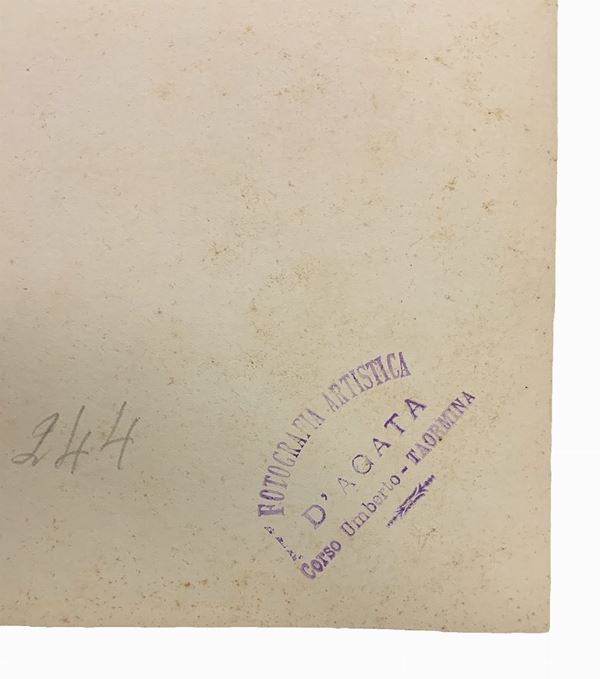 244
FOTOGRAFIA ARTISTICA
D' AGATA
Corso Umberto - TAORMINA